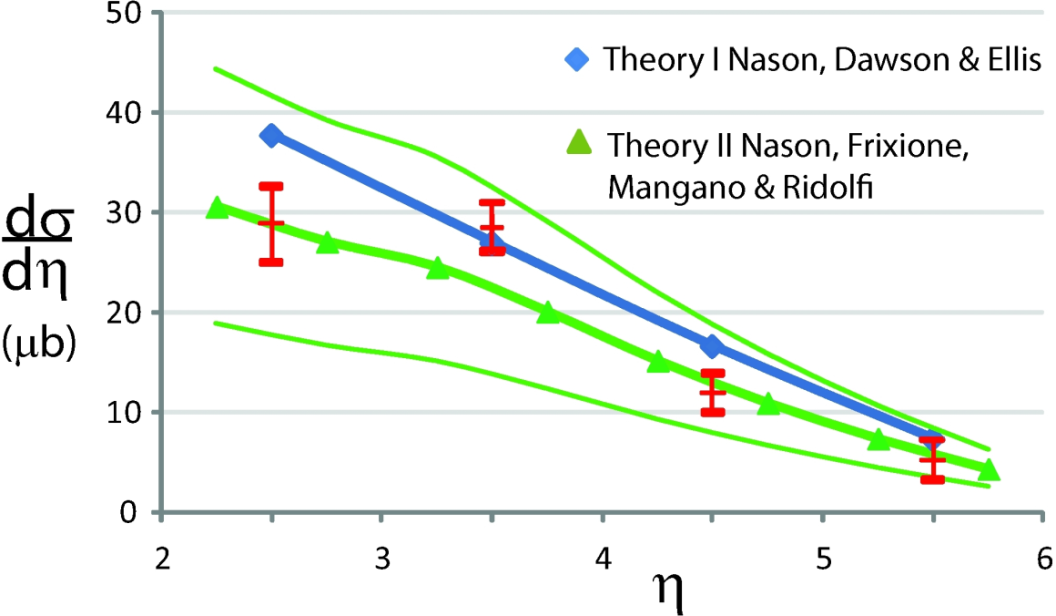 50
Theory I Nason, Dawson & Ellis
40
Theory II Nason, Frixione,
Mangano & Ridolfi
30
dσ
dη
(μb)
20
10
0
2 3 4 5 6
η